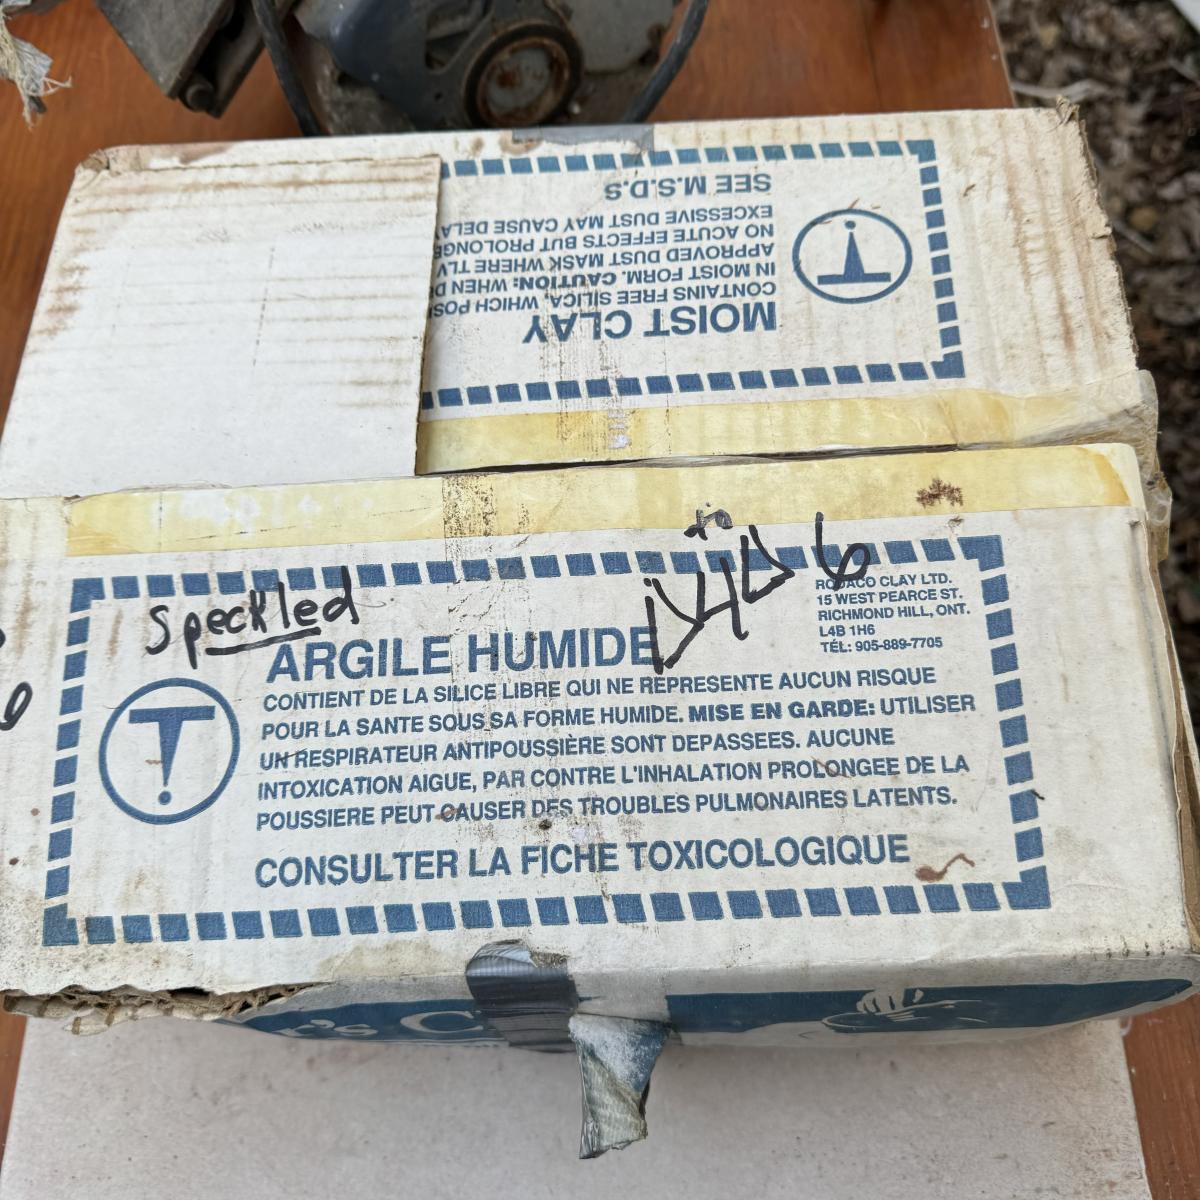 SEE M.S.D.S
EXCESSIVE DUST MAY CAUSE
NO ACUTE EFFECTS BUT
APPROVED DUST MASK WHERE TLV
IN MOIST FORM. CAUTION: WHEN
CONTAINS FREE SILICA, WHICH
MOIST CLAY
Speckled
6
ARGILE HUMIDE
CLAY LTD.
15 WEST PEARCE ST.
RICHMOND HILL, ONT.
L4B 1H6
TÉL: 905-889-7705
CONTIENT DE LA SILICE LIBRE QUI NE REPRESENTE AUCUN RISQUE
POUR LA SANTE SOUS SA FORME HUMIDE. MISE EN GARDE: UTILISER
UN RESPIRATEUR ANTIPOUSSIÈRE SONT DEPASSEES. AUCUNE
INTOXICATION AIGUE, PAR CONTRE L'INHALATION PROLONGEE DE LA
POUSSIERE PEUT CAUSER DES TROUBLES PULMONAIRES LATENTS.
CONSULTER LA FICHE TOXICOLOGIQUE